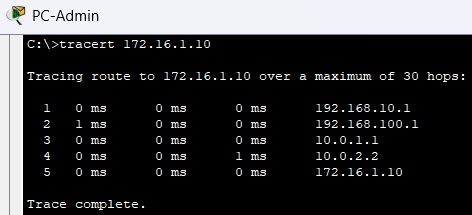 PC-Admin
C:\>tracert 172.16.1.10
Tracing route to 172.16.1.10 over a maximum of 30 hops:
1 0 ms 0 ms 0 ms 192.168.10.1
2 1 ms 0 ms 0 ms 192.168.100.1
3 0 ms 0 ms 0 ms 10.0.1.1
4 0 ms 0 ms 1 ms 10.0.2.2
5 0 ms 0 ms 0 ms 172.16.1.10
Trace complete.